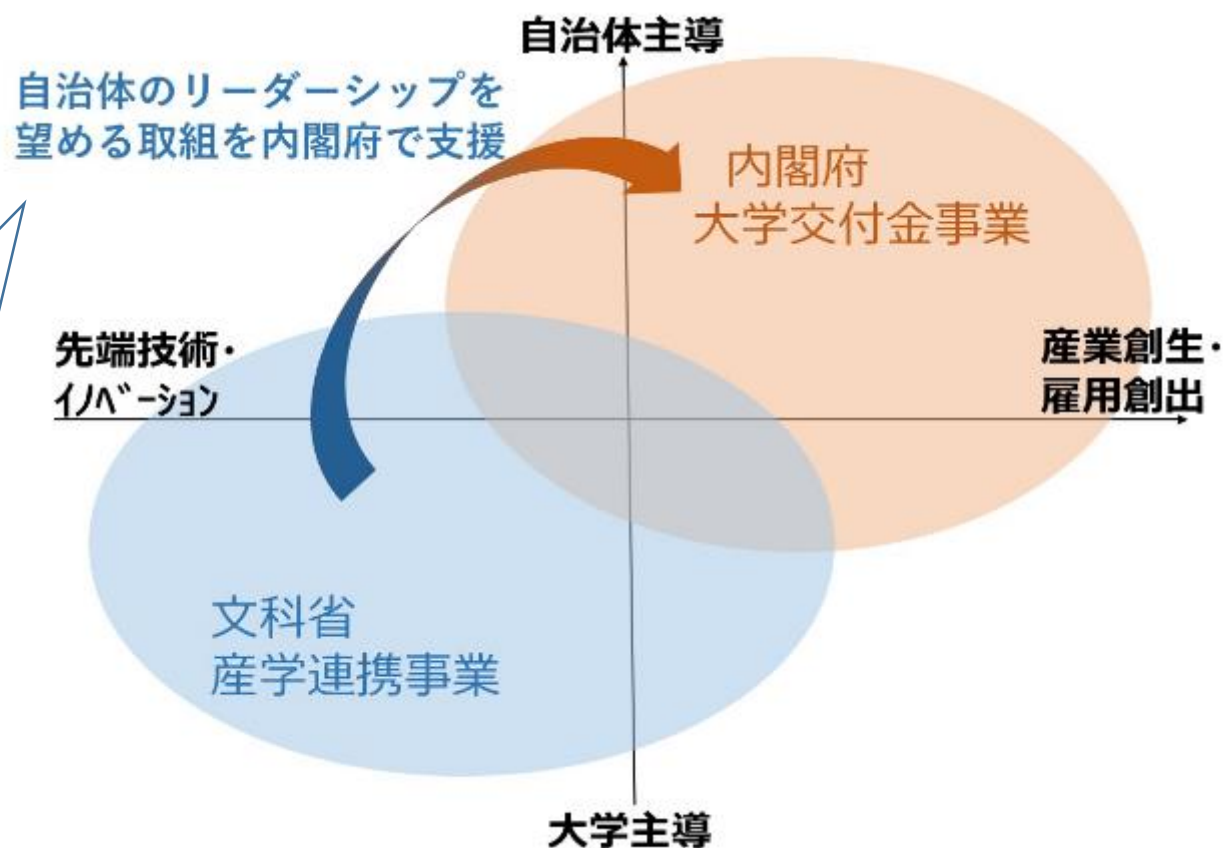 自治体主導
自治体のリーダーシップを
望める取組を内閣府で支援
内閣府
大学交付金事業
先端技術・
ｲﾉﾍﾞｰｼｮﾝ
産業創生・
雇用創出
文科省
産学連携事業
大学主導